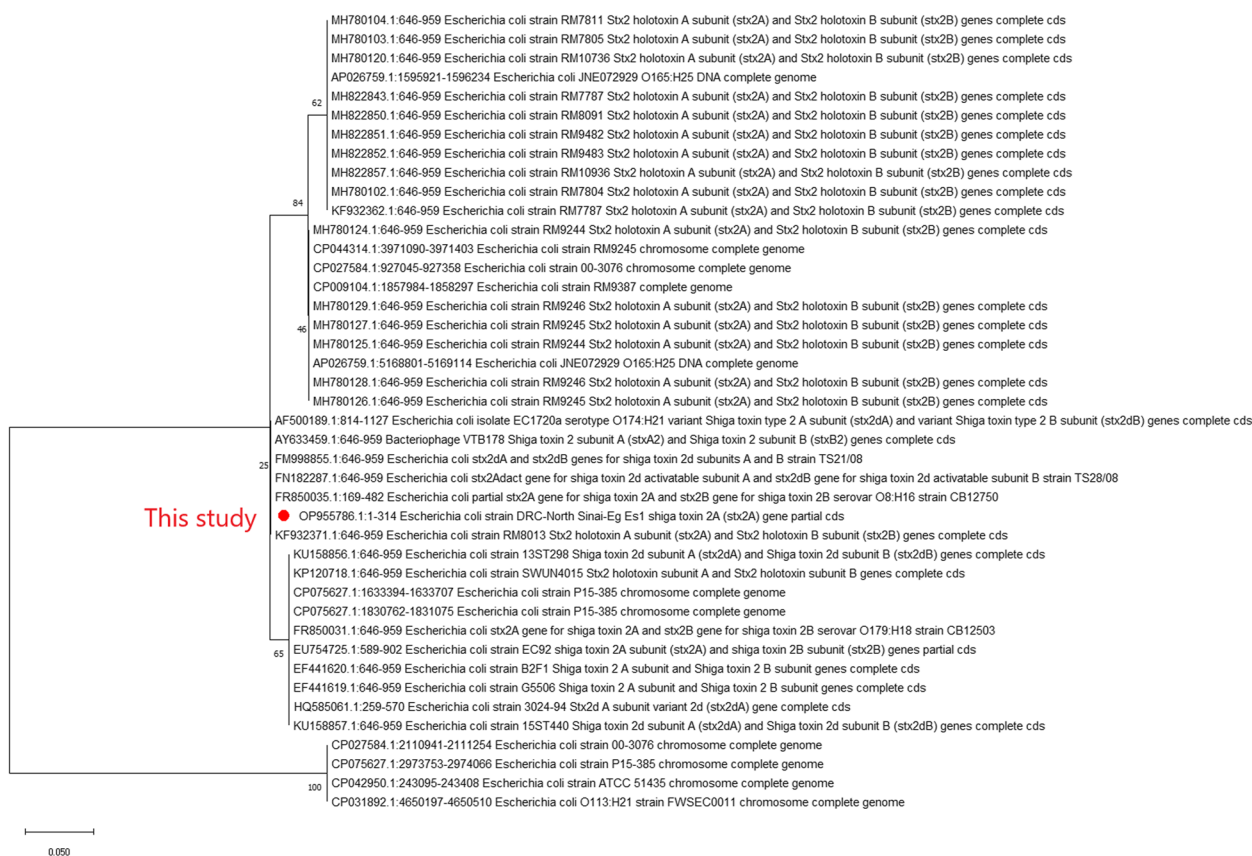 MH780104.1:646-959 Escherichia coli strain RM7811 Stx2 holotoxin A subunit (stx2A) and Stx2 holotoxin B subunit (stx2B) genes complete cds
MH780103.1:646-959 Escherichia coli strain RM7805 Stx2 holotoxin A subunit (stx2A) and Stx2 holotoxin B subunit (stx2B) genes complete cds
MH780120.1:646-959 Escherichia coli strain RM10736 Stx2 holotoxin A subunit (stx2A) and Stx2 holotoxin B subunit (stx2B) genes complete cds
AP026759.1:1595921-1596234 Escherichia coli JNE072929 O165:H25 DNA complete genome
MH822843.1:646-959 Escherichia coli strain RM7787 Stx2 holotoxin A subunit (stx2A) and Stx2 holotoxin B subunit (stx2B) genes complete cds
62
MH822850.1:646-959 Escherichia coli strain RM8091 Stx2 holotoxin A subunit (stx2A) and Stx2 holotoxin B subunit (stx2B) genes complete cds
MH822851.1:646-959 Escherichia coli strain RM9482 Stx2 holotoxin A subunit (stx2A) and Stx2 holotoxin B subunit (stx2B) genes complete cds
MH822852.1:646-959 Escherichia coli strain RM9483 Stx2 holotoxin A subunit (stx2A) and Stx2 holotoxin B subunit (stx2B) genes complete cds
MH822857.1:646-959 Escherichia coli strain RM10936 Stx2 holotoxin A subunit (stx2A) and Stx2 holotoxin B subunit (stx2B) genes complete cds
MH780102.1:646-959 Escherichia coli strain RM7804 Stx2 holotoxin A subunit (stx2A) and Stx2 holotoxin B subunit (stx2B) genes complete cds
84
KF932362.1:646-959 Escherichia coli strain RM7787 Stx2 holotoxin A subunit (stx2A) and Stx2 holotoxin B subunit (stx2B) genes complete cds
MH780124.1:646-959 Escherichia coli strain RM9244 Stx2 holotoxin A subunit (stx2A) and Stx2 holotoxin B subunit (stx2B) genes complete cds
CP044314.1:3971090-3971403 Escherichia coli strain RM9245 chromosome complete genome
CP027584.1:927045-927358 Escherichia coli strain 00-3076 chromosome complete genome
CP009104.1:1857984-1858297 Escherichia coli strain RM9387 complete genome
MH780129.1:646-959 Escherichia coli strain RM9246 Stx2 holotoxin A subunit (stx2A) and Stx2 holotoxin B subunit (stx2B) genes complete cds
MH780127.1:646-959 Escherichia coli strain RM9245 Stx2 holotoxin A subunit (stx2A) and Stx2 holotoxin B subunit (stx2B) genes complete cds
46
MH780125.1:646-959 Escherichia coli strain RM9244 Stx2 holotoxin A subunit (stx2A) and Stx2 holotoxin B subunit (stx2B) genes complete cds
AP026759.1:5168801-5169114 Escherichia coli JNE072929 O165:H25 DNA complete genome
MH780128.1:646-959 Escherichia coli strain RM9246 Stx2 holotoxin A subunit (stx2A) and Stx2 holotoxin B subunit (stx2B) genes complete cds
MH780126.1:646-959 Escherichia coli strain RM9245 Stx2 holotoxin A subunit (stx2A) and Stx2 holotoxin B subunit (stx2B) genes complete cds
AF500189.1:814-1127 Escherichia coli isolate EC1720a serotype O174:H21 variant Shiga toxin type 2 A subunit (stx2dA) and variant Shiga toxin type 2 B subunit (stx2dB) genes complete cds
AY633459.1:646-959 Bacteriophage VTB178 Shiga toxin 2 subunit A (stxA2) and Shiga toxin 2 subunit B (stxB2) genes complete cds
FM998855.1:646-959 Escherichia coli stx2dA and stx2dB genes for shiga toxin 2d subunits A and B strain TS21/08
25
FN182287.1:646-959 Escherichia coli stx2Adact gene for shiga toxin 2d activatable subunit A and stx2dB gene for shiga toxin 2d activatable subunit B strain TS28/08
FR850035.1:169-482 Escherichia coli partial stx2A gene for shiga toxin 2A and stx2B gene for shiga toxin 2B serovar O8:H16 strain CB12750
This study
OP955786.1:1-314 Escherichia coli strain DRC-North Sinai-Eg Es1 shiga toxin 2A (stx2A) gene partial cds
KF932371.1:646-959 Escherichia coli strain RM8013 Stx2 holotoxin A subunit (stx2A) and Stx2 holotoxin B subunit (stx2B) genes complete cds
KU158856.1:646-959 Escherichia coli strain 13ST298 Shiga toxin 2d subunit A (stx2dA) and Shiga toxin 2d subunit B (stx2dB) genes complete cds
KP120718.1:646-959 Escherichia coli strain SWUN4015 Stx2 holotoxin subunit A and Stx2 holotoxin subunit B genes complete cds
CP075627.1:1633394-1633707 Escherichia coli strain P15-385 chromosome complete genome
CP075627.1:1830762-1831075 Escherichia coli strain P15-385 chromosome complete genome
FR850031.1:646-959 Escherichia coli stx2A gene for shiga toxin 2A and stx2B gene for shiga toxin 2B serovar O179:H18 strain CB12503
65
EU754725.1:589-902 Escherichia coli strain EC92 shiga toxin 2A subunit (stx2A) and shiga toxin 2B subunit (stx2B) genes partial cds
EF441620.1:646-959 Escherichia coli strain B2F1 Shiga toxin 2 A subunit and Shiga toxin 2 B subunit genes complete cds
EF441619.1:646-959 Escherichia coli strain G5506 Shiga toxin 2 A subunit and Shiga toxin 2 B subunit genes complete cds
HQ585061.1:259-570 Escherichia coli strain 3024-94 Stx2d A subunit variant 2d (stx2dA) gene complete cds
KU158857.1:646-959 Escherichia coli strain 15ST440 Shiga toxin 2d subunit A (stx2dA) and Shiga toxin 2d subunit B (stx2dB) genes complete cds
CP027584.1:2110941-2111254 Escherichia coli strain 00-3076 chromosome complete genome
CP075627.1:2973753-2974066 Escherichia coli strain P15-385 chromosome complete genome
100
CP042950.1:243095-243408 Escherichia coli strain ATCC 51435 chromosome complete genome
CP031892.1:4650197-4650510 Escherichia coli O113:H21 strain FWSEC0011 chromosome complete genome
0.050